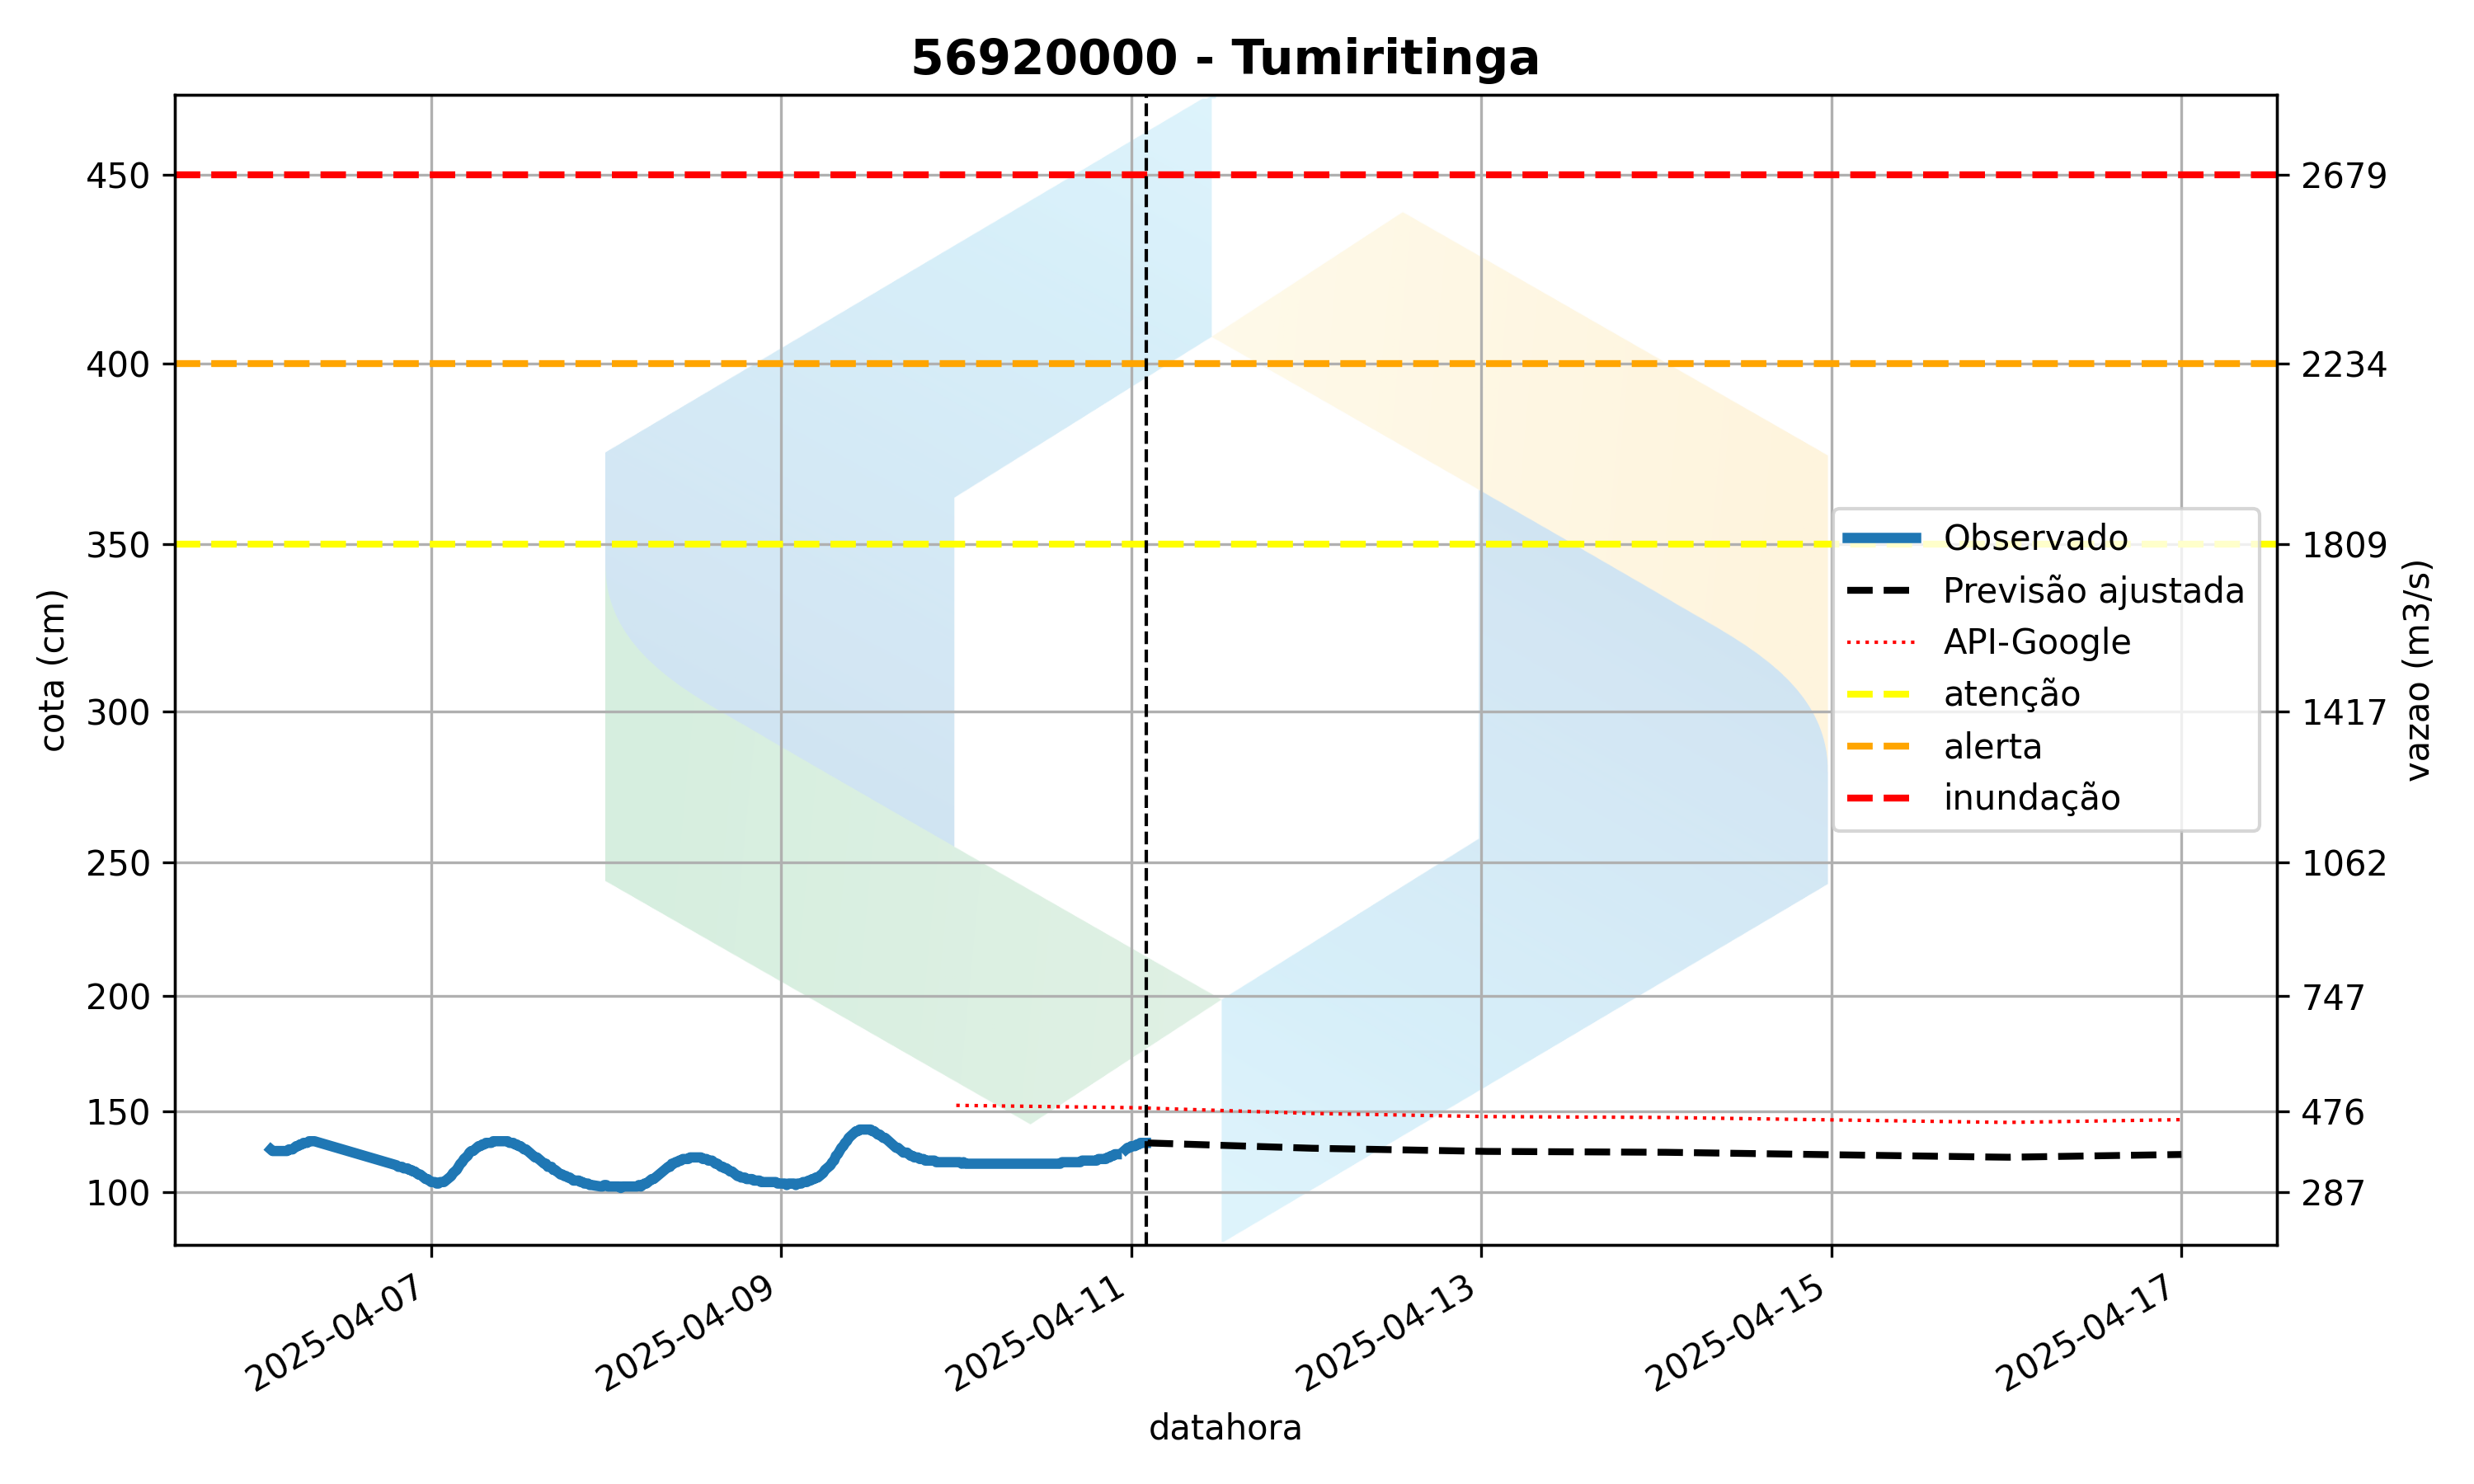 56920000 - Tumiritinga
cota (cm)
450
400
350
300
250
200
150
100
2679
2234
1809
1417
1062
747
476
287
vazao (m3/s)
Observado
Previsão ajustada
API-Google
atenção
alerta
inundação
2025-04-07
2025-04-09
2025-04-11
2025-04-13
2025-04-15
2025-04-17
datahora